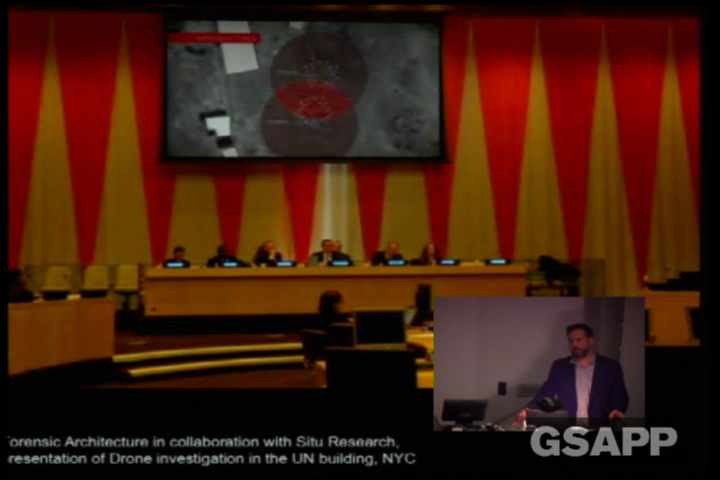 orensic Architecture in collaboration with Situ Research,
resentation of Drone investigation in the UN building, NYC
GSAPP